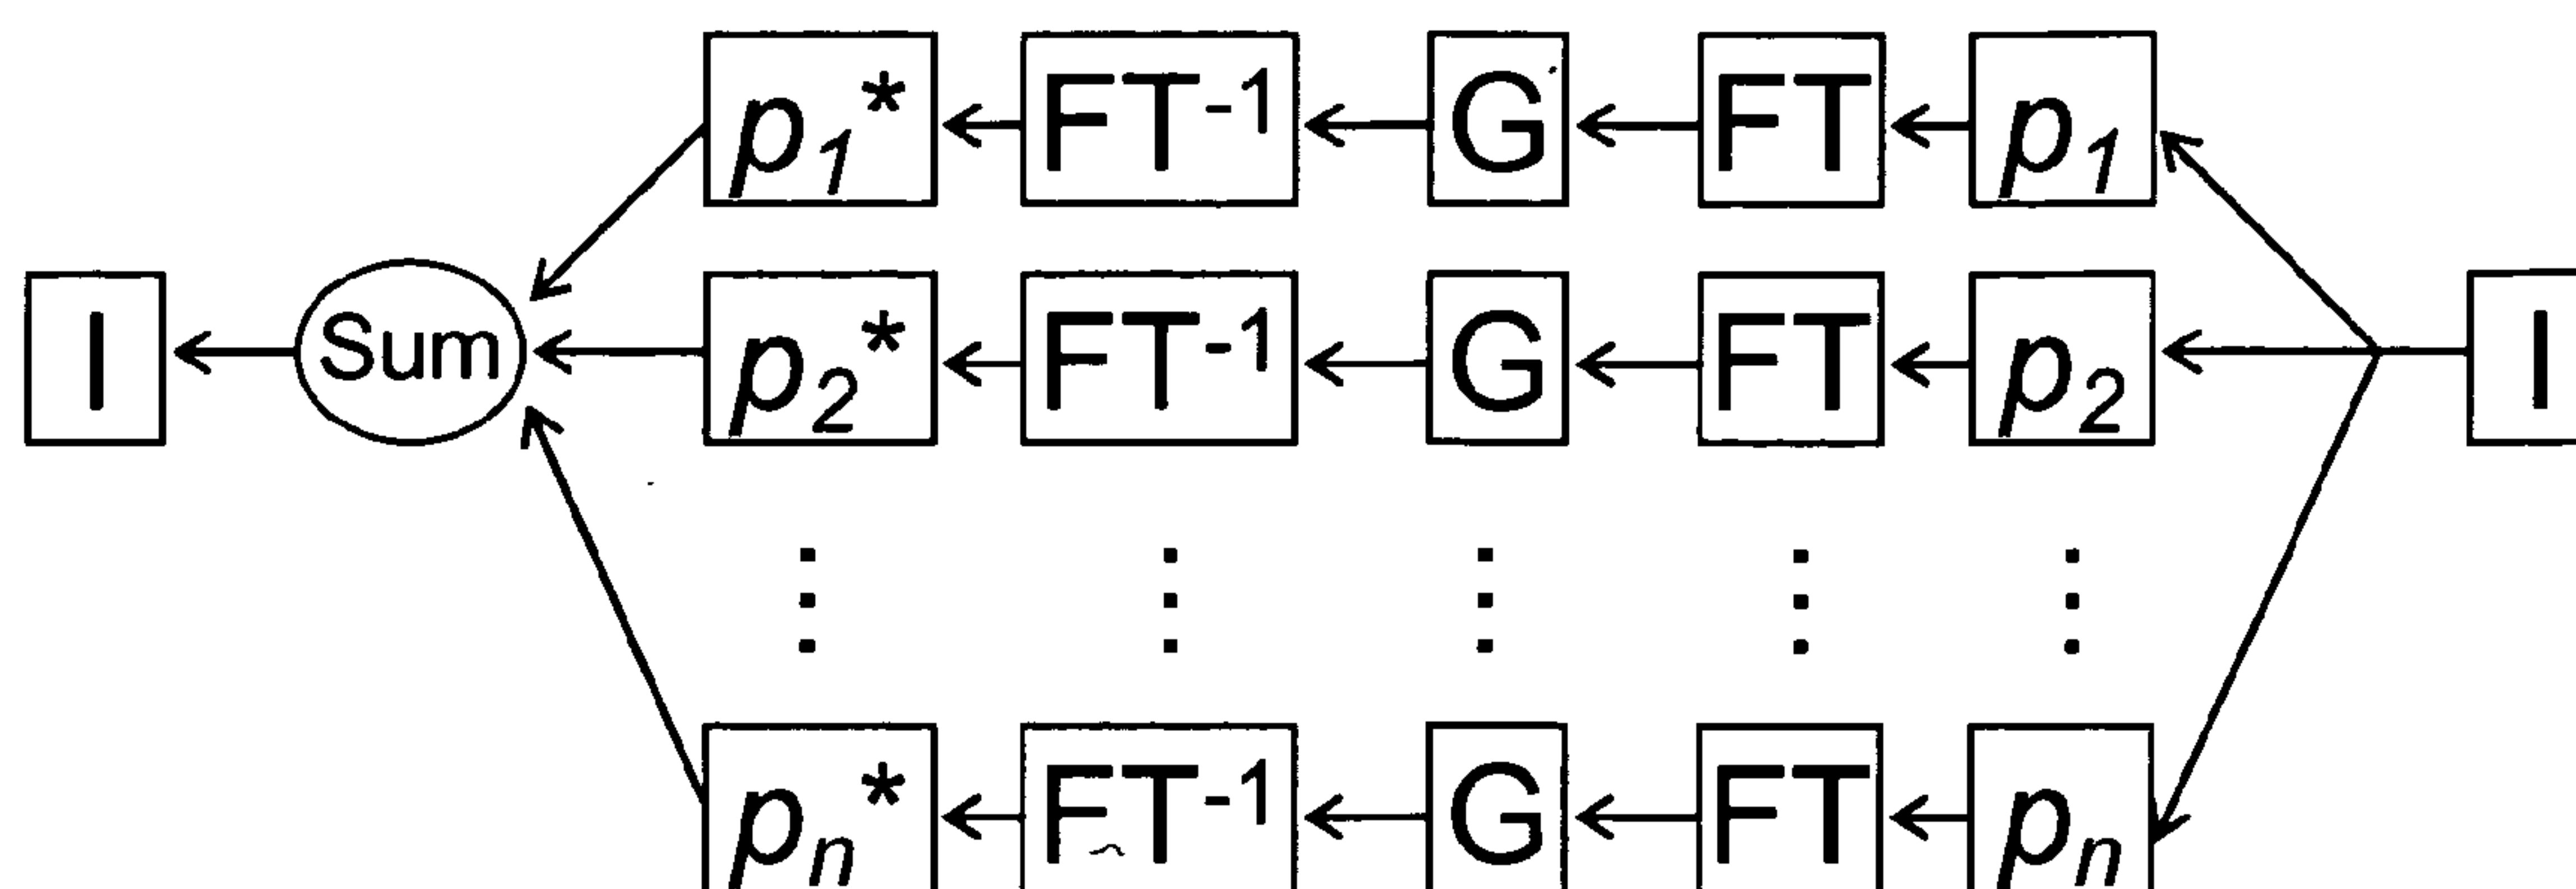 p1* FT-1 G FT p1
I Sum p2* FT-1 G FT p2 I
pn* FT-1 G FT pn